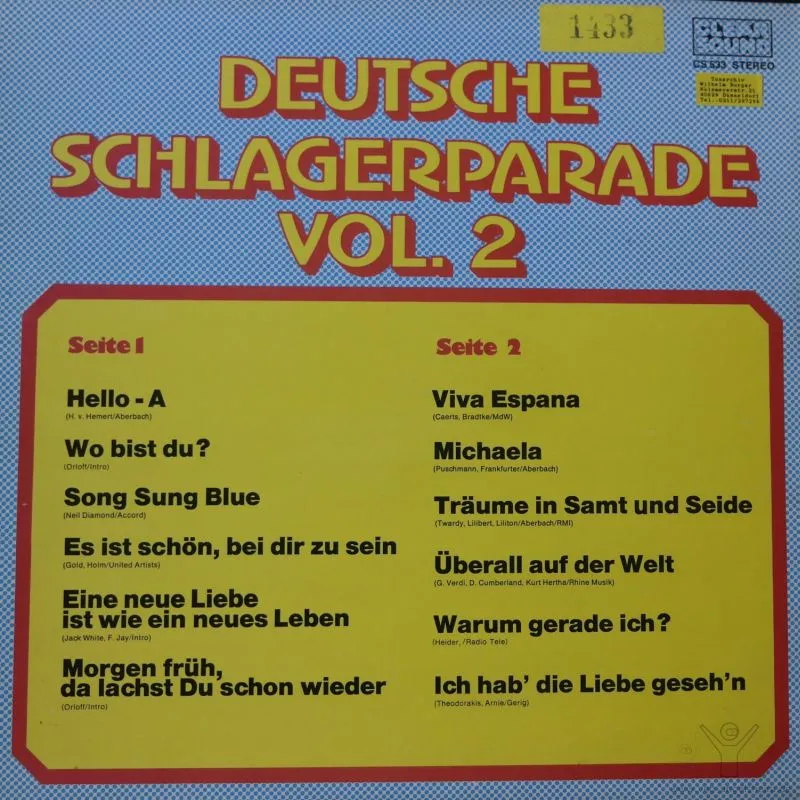 1433
CS 533 STEREO
Tonarchiv
Wilhelm Burger
Tel.:
DEUTSCHE
SCHLAGERPARADE
VOL. 2
Seite 1
Hello - A
(H. v. Hemert/Aberbach)
Wo bist du?
(Orloff/Intro)
Song Sung Blue
(Neil Diamond/Accord)
Es ist schön, bei dir zu sein
(Gold, Holm/United Artists)
Eine neue Liebe
ist wie ein neues Leben
(Jack White, F. Jay/Intro)
Morgen früh,
da lachst Du schon wieder
(Orloff/Intro)
Seite 2
Viva Espana
(Caerts, Bradtke/MdW)
Michaela
(Puschmann, Frankfurter/Aberbach)
Träume in Samt und Seide
(Twardy, Lilibert, Liliton/Aberbach/RMI)
Überall auf der Welt
(G. Verdi, D. Cumberland, Kurt Hertha/Rhine Musik)
Warum gerade ich?
(Heider, /Radio Tele)
Ich hab' die Liebe geseh'n
(Theodorakis, Arnie/Gerig)